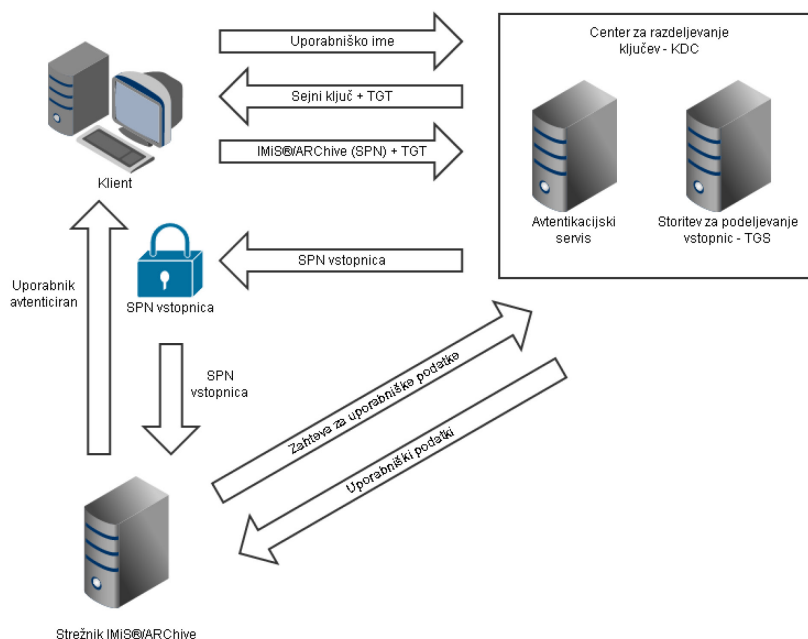 Uporabniško ime
Center za razdeljevanje
ključev - KDC
Sejni ključ + TGT
IMiS®/ARChive (SPN) + TGT
Klient
Avtentikacijski
servis
Storitev za podeljevanje
vstopnic - TGS
SPN vstopnica
Uporabnik
avtenticiran
SPN vstopnica
SPN
vstopnica
Zahteva za uporabniške podatke
Uporabniški podatki
Strežnik IMiS®/ARChive